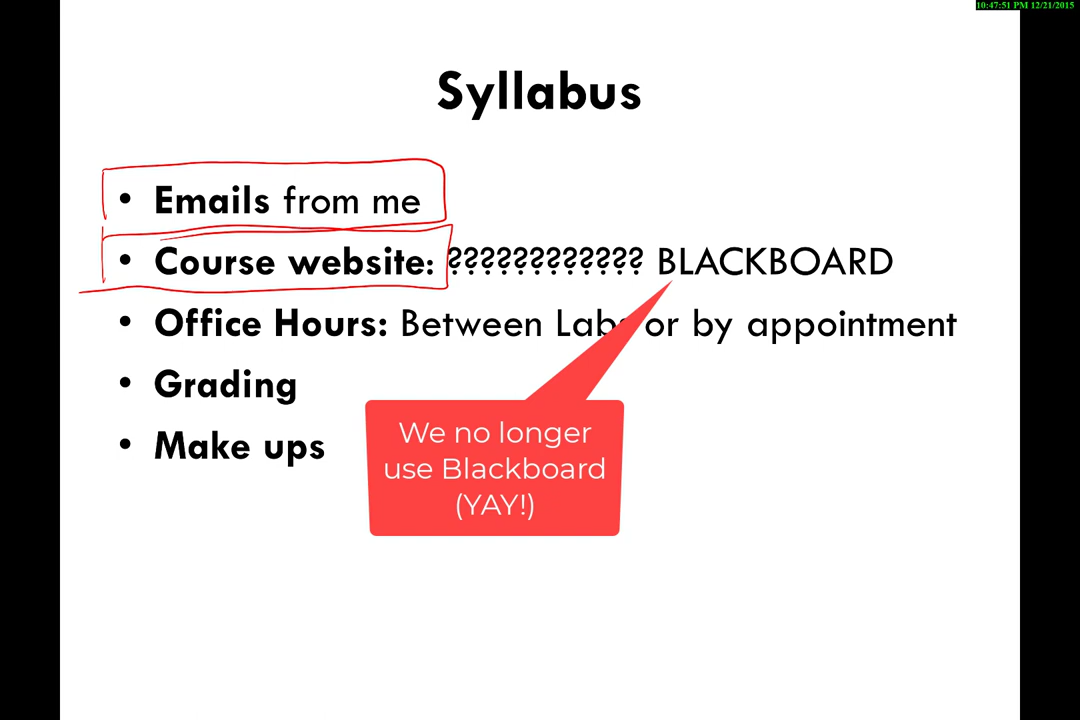 10:47:51 PM 12/21/2015
Syllabus
• Emails from me
• Course website: ???????????? BLACKBOARD
• Office Hours: Between Labs or by appointment
• Grading
• Make ups
We no longer
use Blackboard
(YAY!)